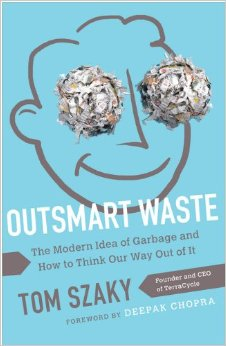 OUTSMART WASTE
The Modern Idea of Garbage and
How to Think Our Way Out of It
TOM SZAKY
Founder and CEO
of TerraCycle
FOREWORD BY DEEPAK CHOPRA